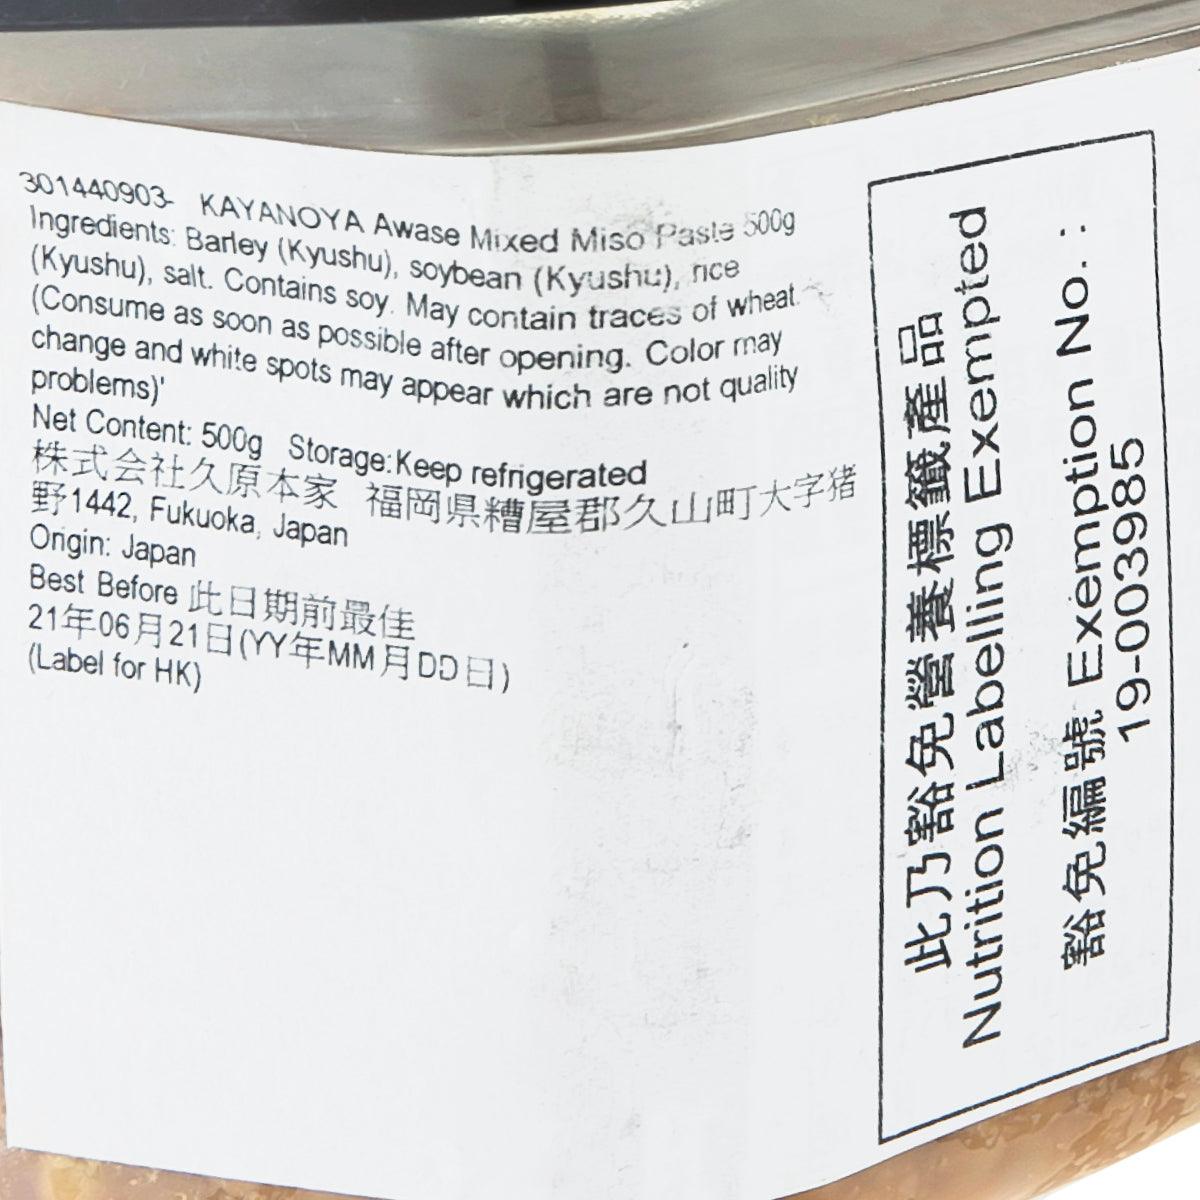 301440903- KAYANOYA Awase Mixed Miso Paste 500g
Ingredients: Barley (Kyushu), soybean (Kyushu), rice
(Kyushu), salt. Contains soy. May contain traces of wheat.
(Consume as soon as possible after opening. Color may
change and white spots may appear which are not quality
problems)'
Net Content: 500g Storage:Keep refrigerated
株式会社久原本家 福岡県糟屋郡久山町大字猪
野1442, Fukuoka, Japan
Origin: Japan
Best Before 此日期前最佳
21年06月21日(YY年MM月DD日)
(Label for HK)
此乃豁免營養標籤產品
Nutrition Labelling Exempted
豁免編號 Exemption No. :
19-003985